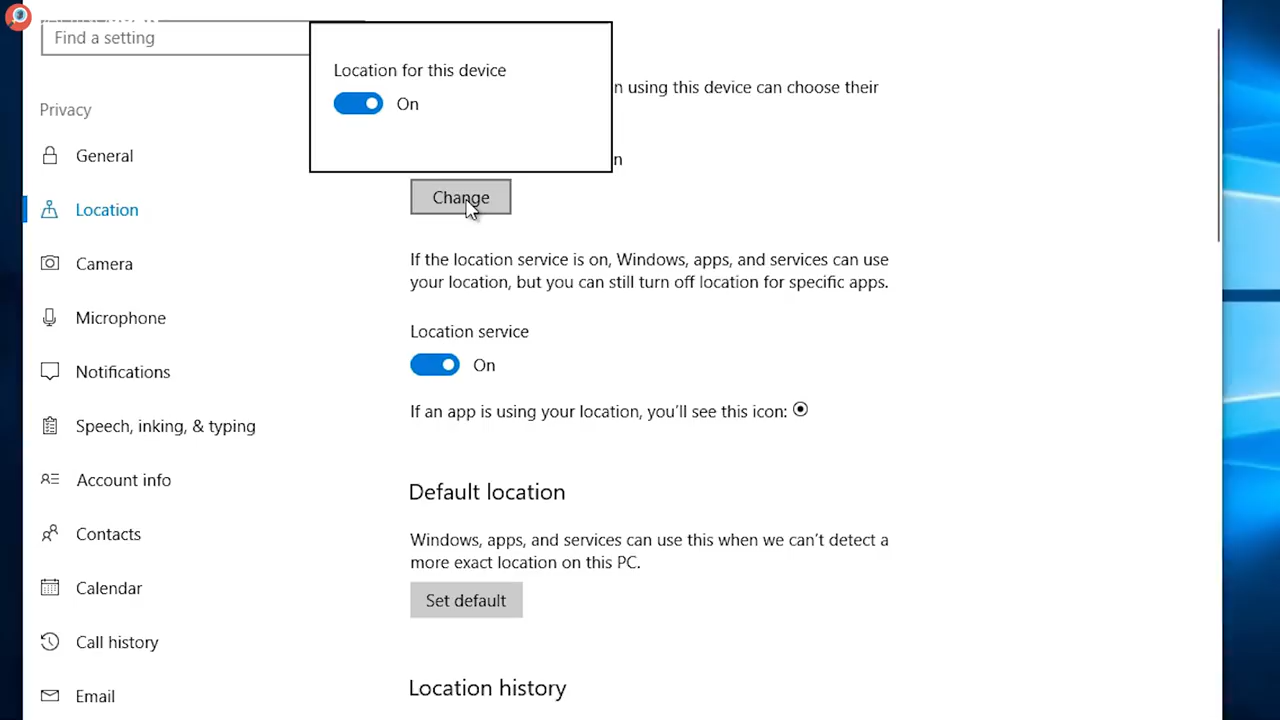 Find a setting
Privacy
General
Location
Camera
Microphone
Notifications
Speech, inking, & typing
Account info
Contacts
Calendar
Call history
Email
Location for this device
On
n using this device can choose their
n
Change
If the location service is on, Windows, apps, and services can use
your location, but you can still turn off location for specific apps.
Location service
On
If an app is using your location, you'll see this icon:
Default location
Windows, apps, and services can use this when we can't detect a
more exact location on this PC.
Set default
Location history